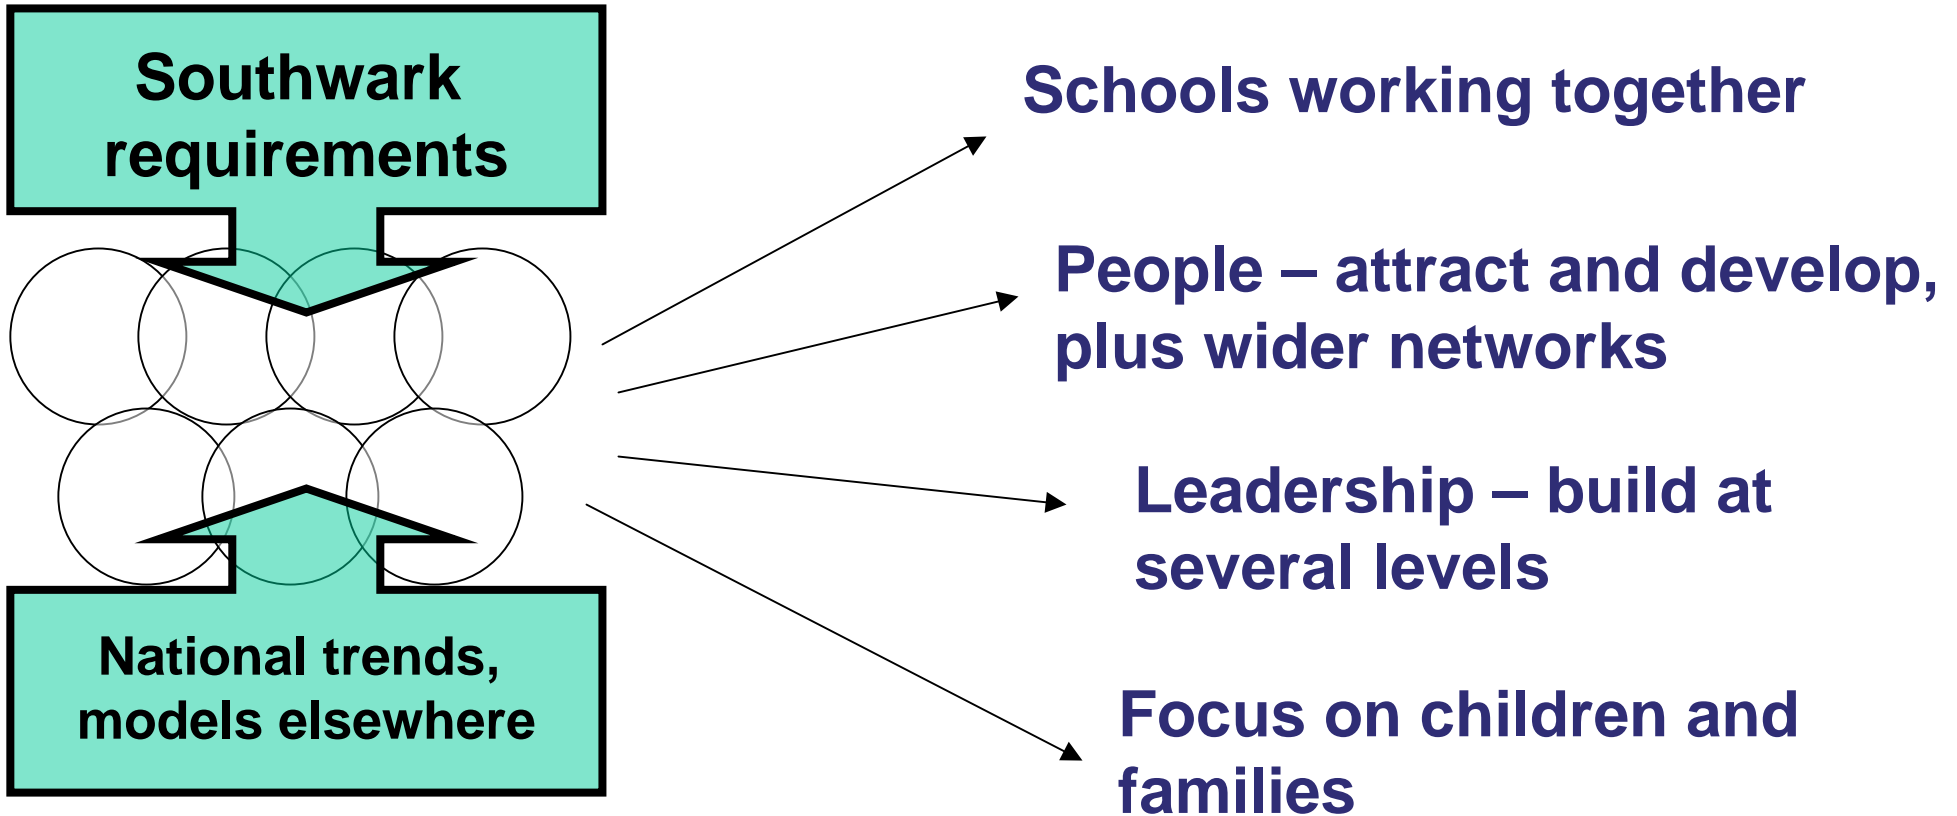 Southwark
requirements
National trends,
models elsewhere
Schools working together
People – attract and develop,
plus wider networks
Leadership – build at
several levels
Focus on children and
families